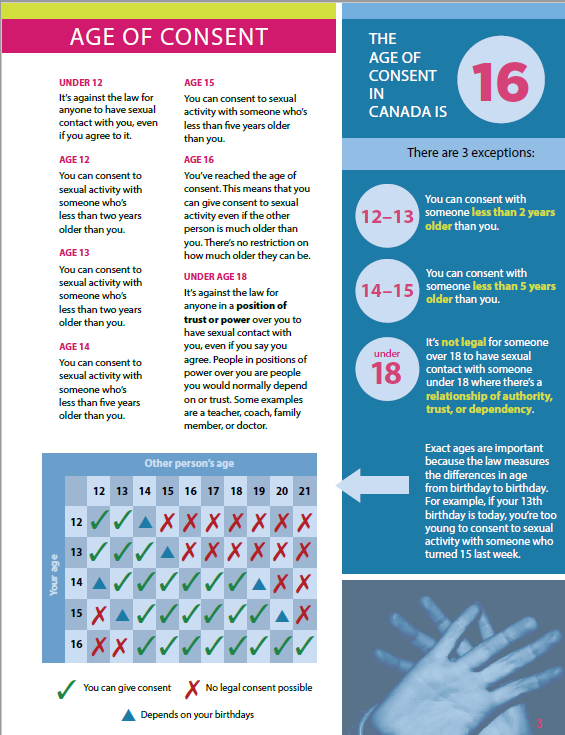 AGE OF CONSENT
UNDER 12
It's against the law for
anyone to have sexual
contact with you, even
if you agree to it.
AGE 12
You can consent to
sexual activity with
someone who's
less than two years
older than you.
AGE 13
You can consent to
sexual activity with
someone who's
less than two years
older than you.
AGE 14
You can consent to
sexual activity with
someone who's
less than five years
older than you.
AGE 15
You can consent to sexual
activity with someone who's
less than five years older
than you.
AGE 16
You've reached the age of
consent. This means that you
can give consent to sexual
activity even if the other
person is much older than
you. There's no restriction on
how much older they can be.
UNDER AGE 18
It's against the law for
anyone in a position of
trust or power over you to
have sexual contact with
you, even if you say you
agree. People in positions of
power over you are people
you would normally depend
on or trust. Some examples
are a teacher, coach, family
member, or doctor.
Other person's age
12 13 14 15 16 17 18 19 20 21
Your age
12
13
14
15
16
You can give consent
No legal consent possible
Depends on your birthdays
THE
AGE OF
CONSENT
IN
CANADA IS
16
There are 3 exceptions:
12–13
You can consent with
someone less than 2 years
older than you.
14–15
You can consent with
someone less than 5 years
older than you.
under
18
It's not legal for someone
over 18 to have sexual
contact with someone
under 18 where there's a
relationship of authority,
trust, or dependency.
Exact ages are important
because the law measures
the differences in age
from birthday to birthday.
For example, if your 13th
birthday is today, you're too
young to consent to sexual
activity with someone who
turned 15 last week.
3